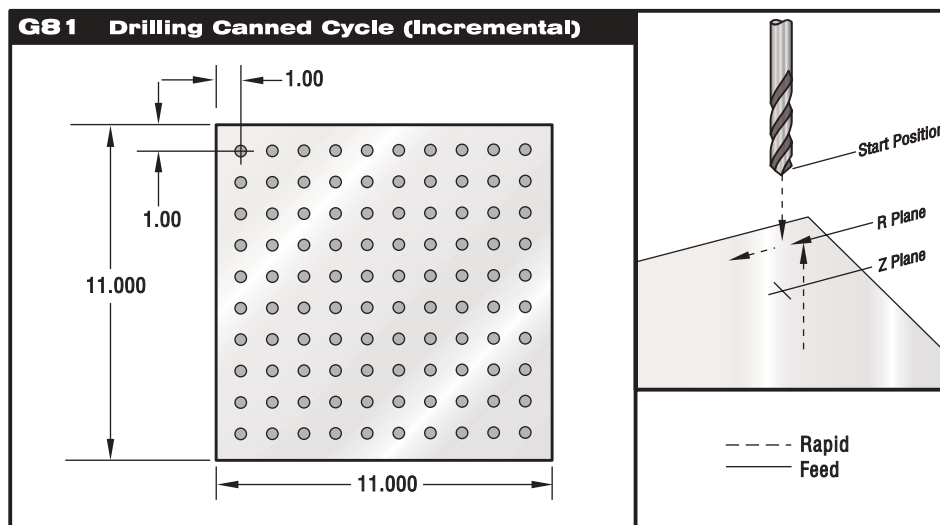 G81 Drilling Canned Cycle (Incremental)
1.00
1.00
11.000
11.000
Start Position
R Plane
Z Plane
Rapid
Feed